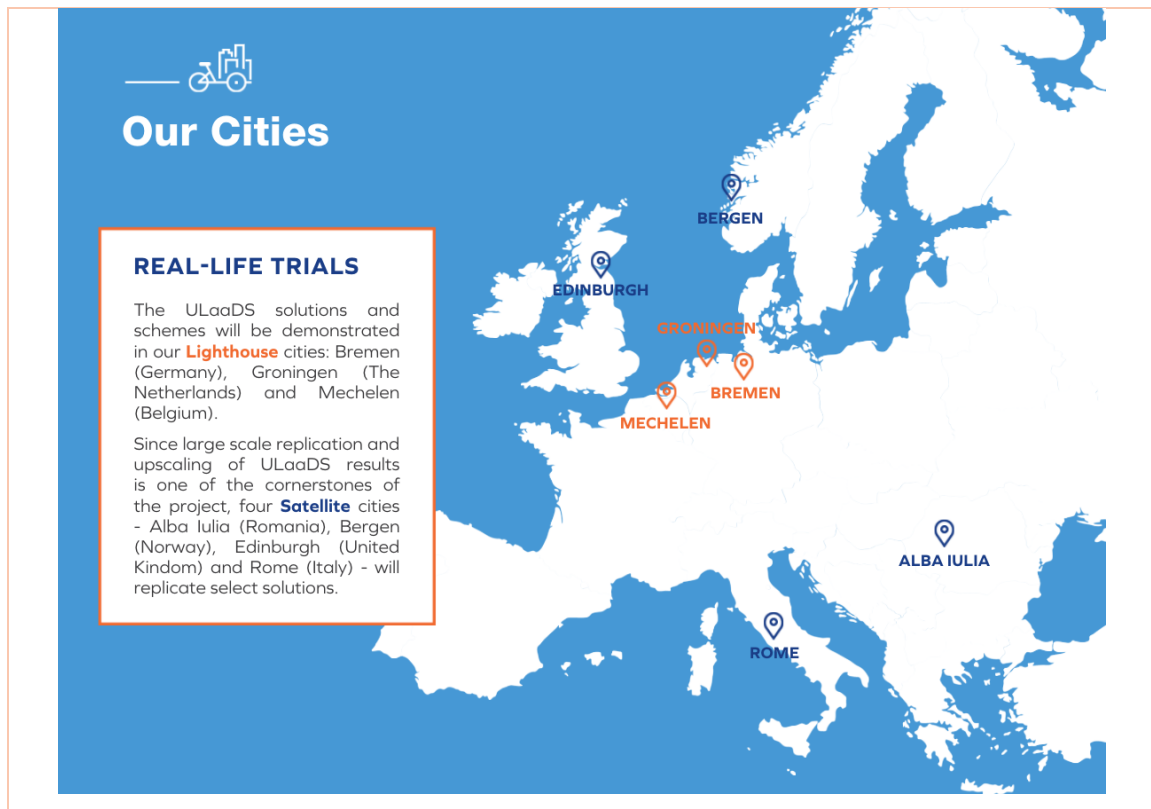 Our Cities
REAL-LIFE TRIALS
The ULaaDS solutions and
schemes will be demonstrated
in our Lighthouse cities: Bremen
(Germany), Groningen (The
Netherlands) and Mechelen
(Belgium).
Since large scale replication and
upscaling of ULaaDS results
is one of the cornerstones of
the project, four Satellite cities
- Alba Iulia (Romania), Bergen
(Norway), Edinburgh (United
Kindom) and Rome (Italy) - will
replicate select solutions.
BERGEN
EDINBURGH
GRONINGEN
BREMEN
MECHELEN
ALBA IULIA
ROME